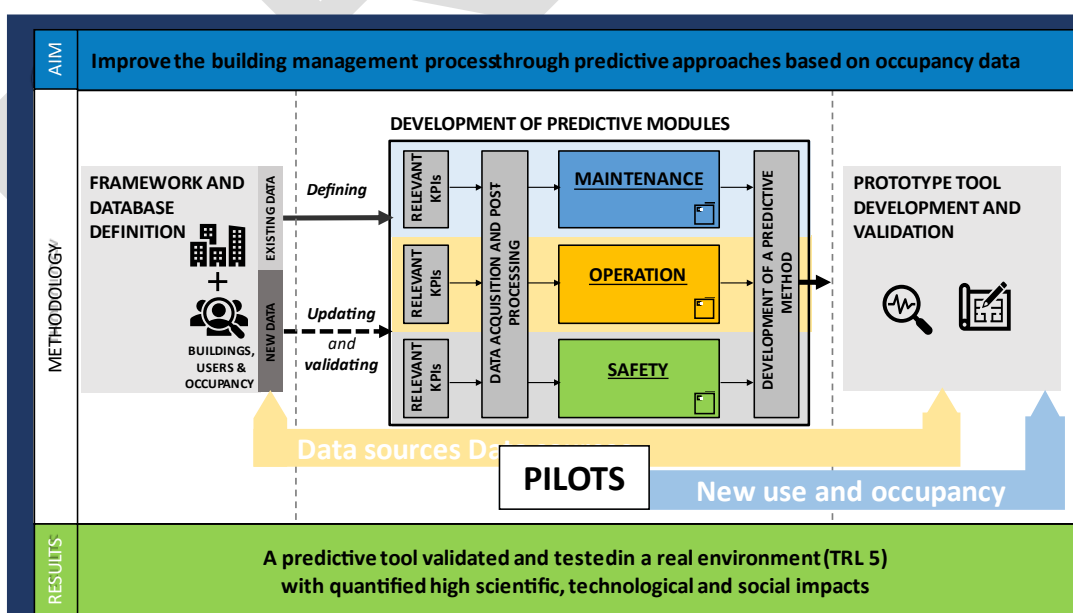 AIM
Improve the building management processthrough predictive approaches based on occupancy data
METHODOLOGY
FRAMEWORK AND
DATABASE
DEFINITION
+
BUILDINGS,
USERS &
OCCUPANCY
EXISTING DATA
NEW DATA
Defining
Updating
and
validating
DEVELOPMENT OF PREDICTIVE MODULES
RELEVANT
KPIs
RELEVANT
KPIs
RELEVANT
KPIs
DATA ACQUISITION AND POST
PROCESSING
MAINTENANCE
OPERATION
SAFETY
DEVELOPMENT OF A PREDICTIVE
METHOD
PROTOTYPE TOOL
DEVELOPMENT AND
VALIDATION
Data sources
PILOTS
New use and occupancy
RESULTS
A predictive tool validated and testedin a real environment (TRL 5)
with quantified high scientific, technological and social impacts